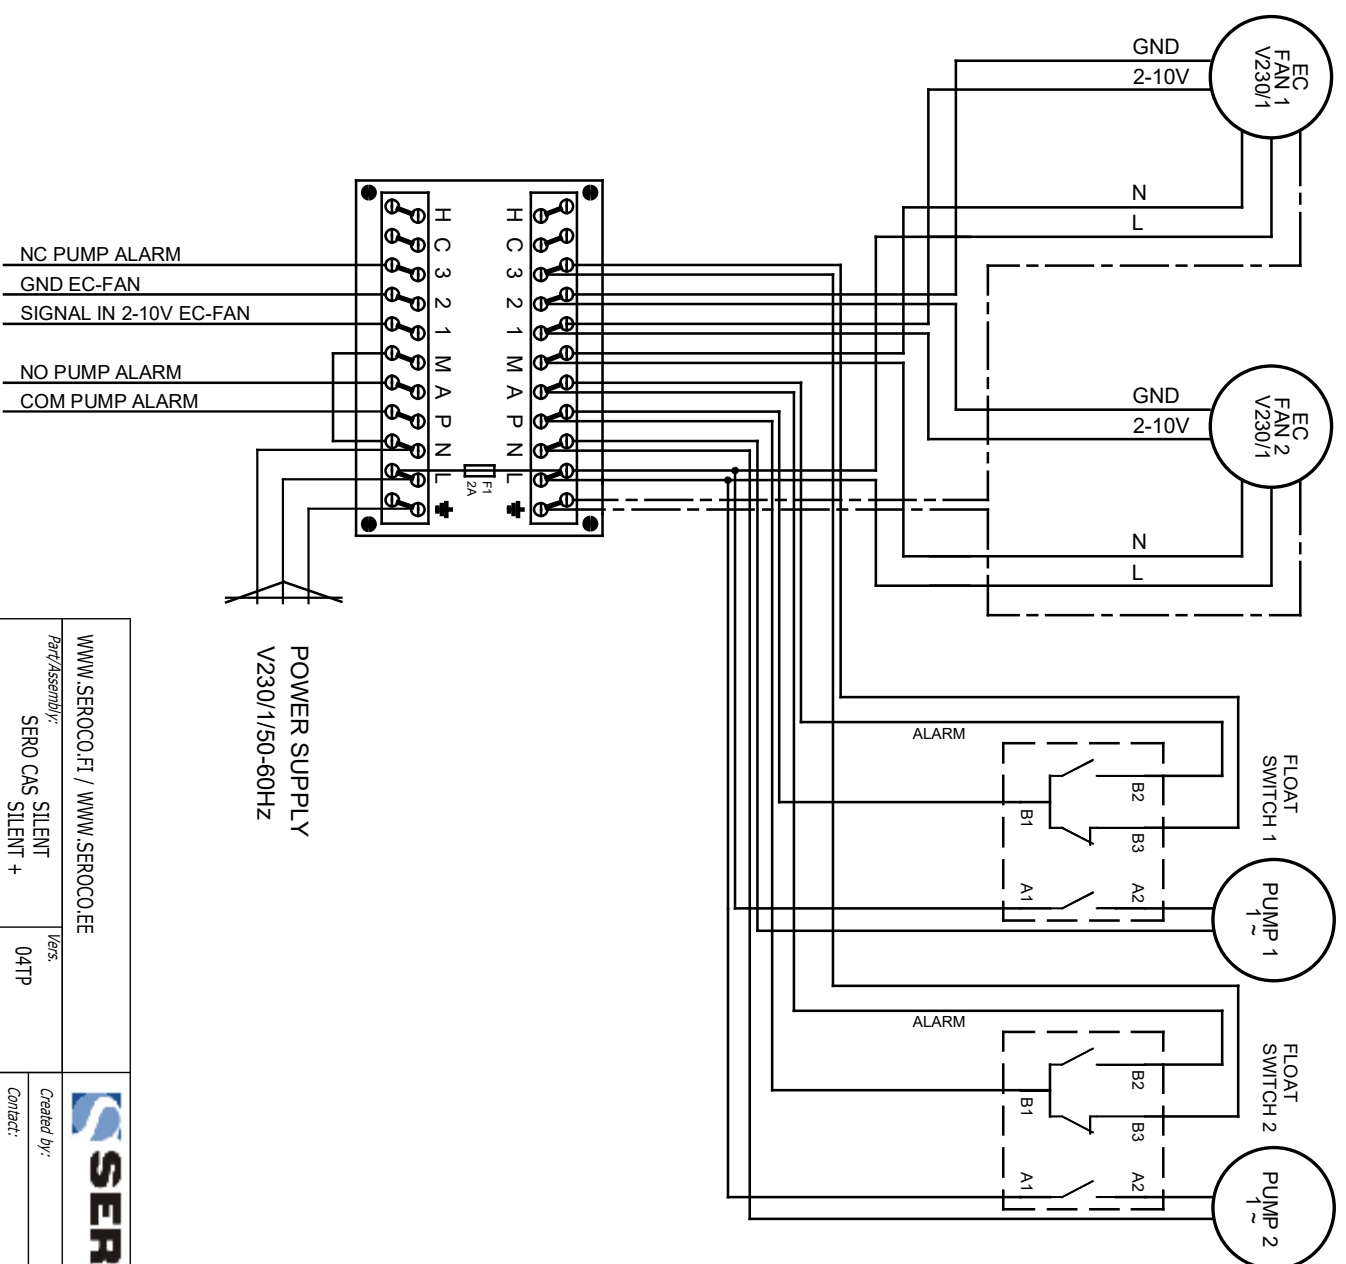 GND
2-10V
N
L
EC
FAN 1
V230/1
GND
2-10V
N
L
EC
FAN 2
V230/1
NC PUMP ALARM
GND EC-FAN
SIGNAL IN 2-10V EC-FAN
NO PUMP ALARM
COM PUMP ALARM
H
C
3
2
1
M
A
P
N
L
F1
2A
H
C
3
2
1
M
A
P
N
L
POWER SUPPLY
V230/1/50-60Hz
ALARM
FLOAT
SWITCH 1
B2
B1
B3
A1
A2
PUMP 1
1~
ALARM
FLOAT
SWITCH 2
B2
B1
B3
A1
A2
PUMP 2
1~
WWW.SEROCO.FI / WWW.SEROCO.EE
Part/Assembly:
SILENT
SERO CAS SILENT +
Vers.
04TP
SER
Created by:
Contact: